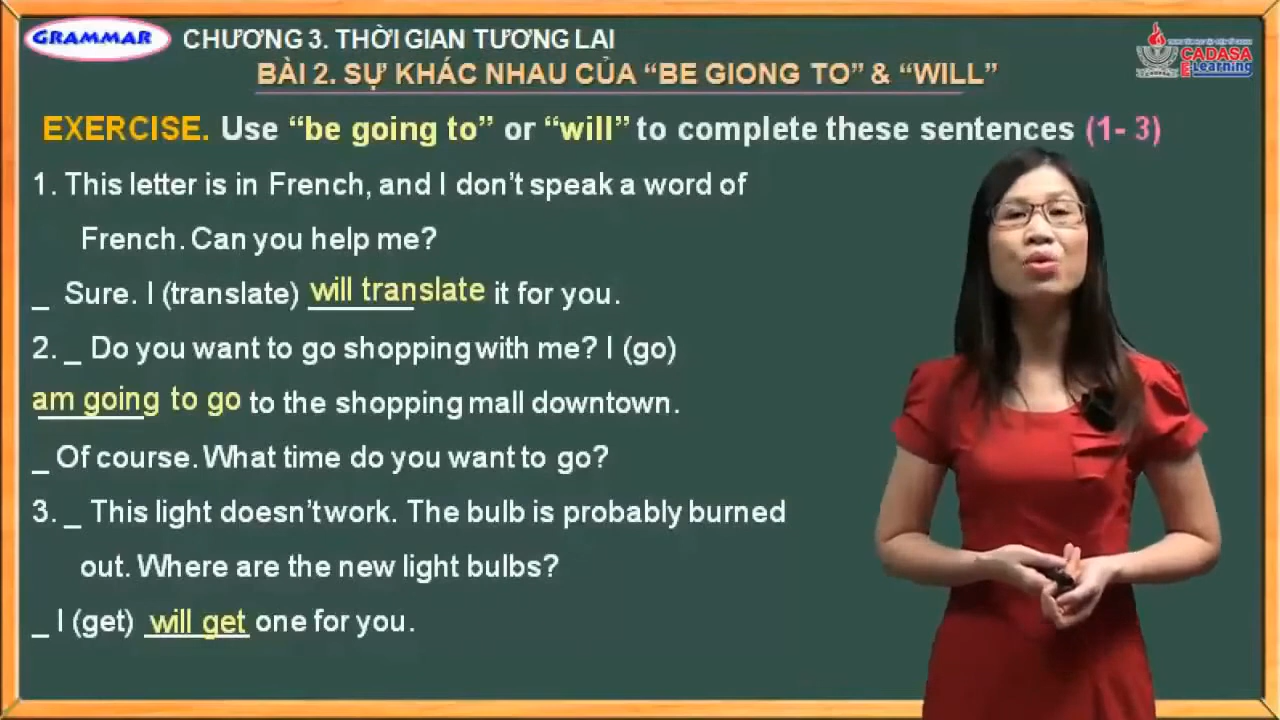 GRAMMAR
CHƯƠNG 3. THỜI GIAN TƯƠNG LAI
BÀI 2. SỰ KHÁC NHAU CỦA “BE GIONG TO” & “WILL”
CADASA
E Learning
EXERCISE. Use “be going to” or “will” to complete these sentences (1- 3)
1. This letter is in French, and I don’t speak a word of
French. Can you help me?
_ Sure. I (translate) will translate it for you.
2. _ Do you want to go shopping with me? I (go)
am going to go to the shopping mall downtown.
_ Of course. What time do you want to go?
3. _ This light doesn’t work. The bulb is probably burned
out. Where are the new light bulbs?
_ I (get) will get one for you.